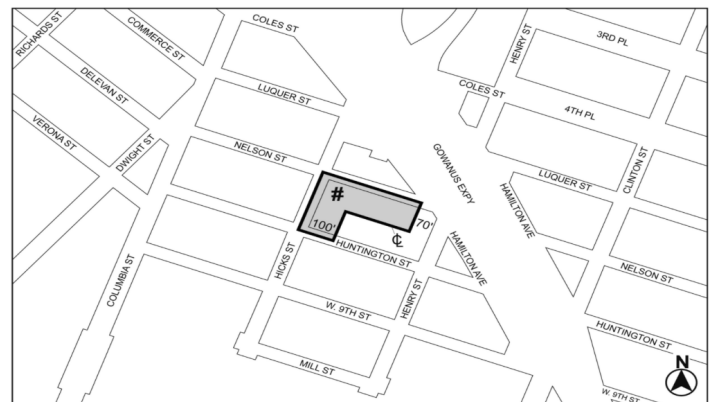 RICHARDS ST
COMMERCE ST
COLES ST
HENRY ST
3RD PL
DELEVAN ST
LUQUER ST
COLES ST
4TH PL
VERONA ST
DWIGHT ST
NELSON ST
GOWANUS EXPY
CLINTON ST
LUQUER ST
#
HAMILTON AVE
100'
70'
℄
HUNTINGTON ST
HICKS ST
HAMILTON AVE
COLUMBIA ST
NELSON ST
HENRY ST
W. 9TH ST
HUNTINGTON ST
MILL ST
N
W. 9TH ST